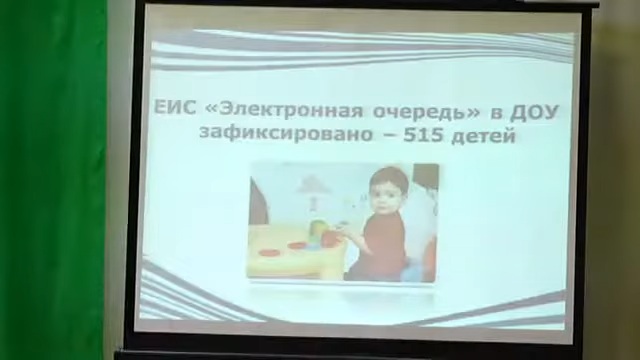 ЕИС «Электронная очередь» в ДОУ
зафиксировано – 515 детей